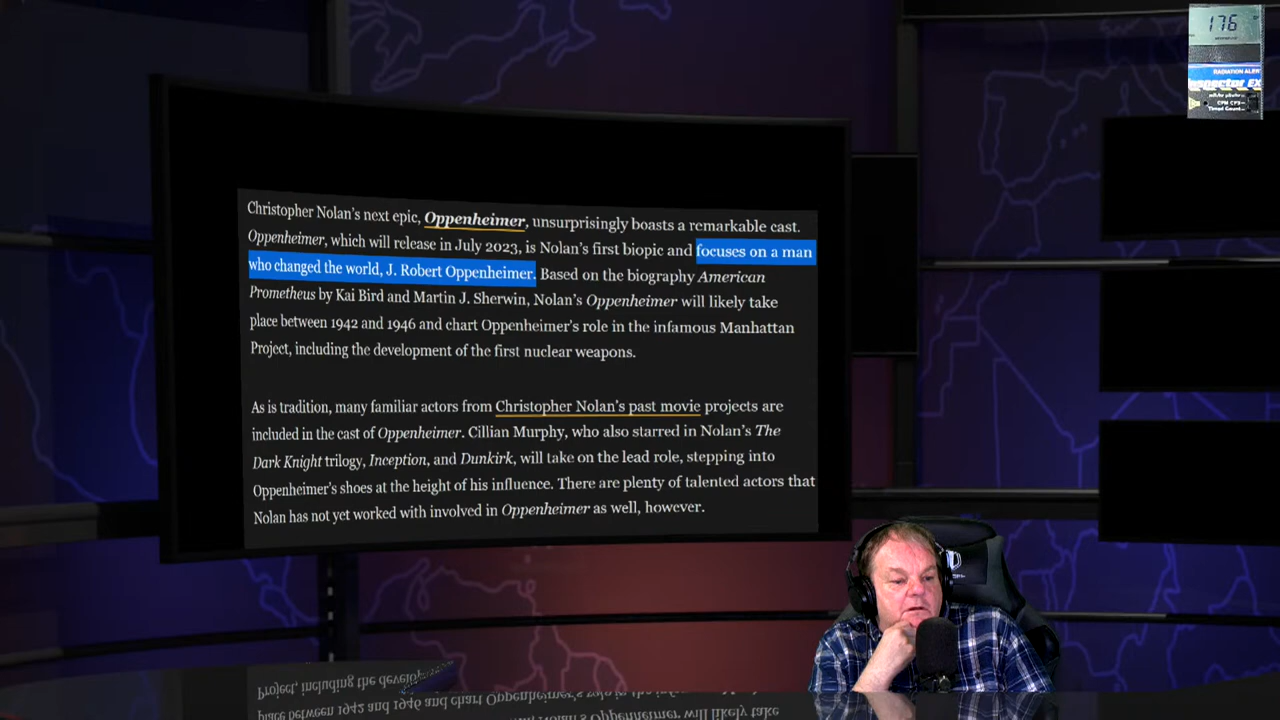 176
RADIATION ALERT
Inspector EXP
CPM CPS
Timed Count
Christopher Nolan's next epic, Oppenheimer, unsurprisingly boasts a remarkable cast.
Oppenheimer, which will release in July 2023, is Nolan's first biopic and focuses on a man
who changed the world, J. Robert Oppenheimer. Based on the biography American
Prometheus by Kai Bird and Martin J. Sherwin, Nolan's Oppenheimer will likely take
place between 1942 and 1946 and chart Oppenheimer's role in the infamous Manhattan
Project, including the development of the first nuclear weapons.
As is tradition, many familiar actors from Christopher Nolan's past movie projects are
included in the cast of Oppenheimer. Cillian Murphy, who also starred in Nolan's The
Dark Knight trilogy, Inception, and Dunkirk, will take on the lead role, stepping into
Oppenheimer's shoes at the height of his influence. There are plenty of talented actors that
Nolan has not yet worked with involved in Oppenheimer as well, however.